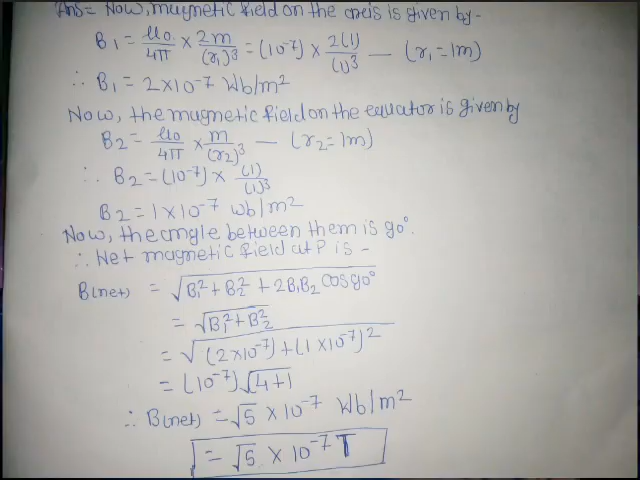 Ans = Now, magnetic field on the axis is given by -
B₁ = μ₀/4π × 2m/(r₁)³ = (10⁻⁷) × 2(1)/(1)³ — (r₁ = 1m)
∴ B₁ = 2×10⁻⁷ Wb/m²
Now, the magnetic field on the equator is given by
B₂ = μ₀/4π × m/(r₂)³ — (r₂ = 1m)
∴ B₂ = (10⁻⁷) × (1)/(1)³
B₂ = 1×10⁻⁷ Wb/m²
Now, the angle between them is 90°.
∴ Net magnetic field at P is -
B(net) = √(B₁² + B₂² + 2B₁B₂ cos90°)
= √(B₁² + B₂²)
= √((2×10⁻⁷) + (1×10⁻⁷)²)
= (10⁻⁷)√(4+1)
∴ B(net) = √5 × 10⁻⁷ Wb/m²
= √5 × 10⁻⁷ T